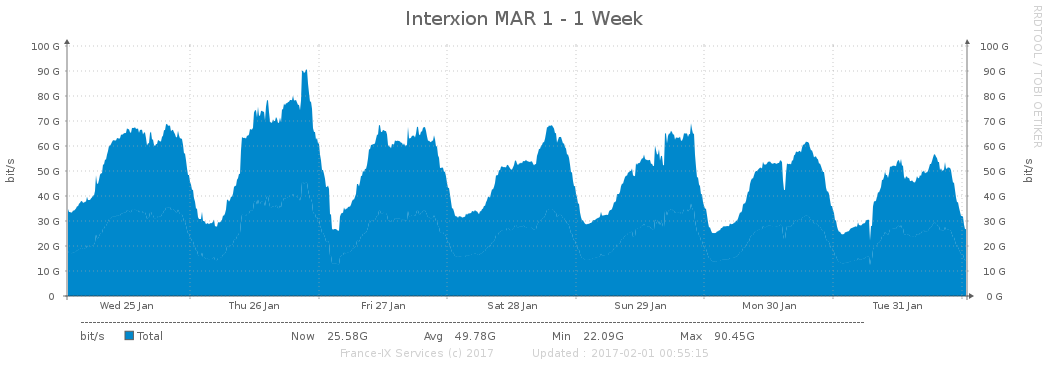 Interxion MAR 1 - 1 Week
RRDTOOL / TOBI OETIKER
bit/s
bit/s
100 G 100 G
90 G 90 G
80 G 80 G
70 G 70 G
60 G 60 G
50 G 50 G
40 G 40 G
30 G 30 G
20 G 20 G
10 G 10 G
0 0 G
Wed 25 Jan Thu 26 Jan Fri 27 Jan Sat 28 Jan Sun 29 Jan Mon 30 Jan Tue 31 Jan
bit/s Total Now 25.58G Avg 49.78G Min 22.09G Max 90.45G
France-IX Services (c) 2017 Updated : 2017-02-01 00:55:15